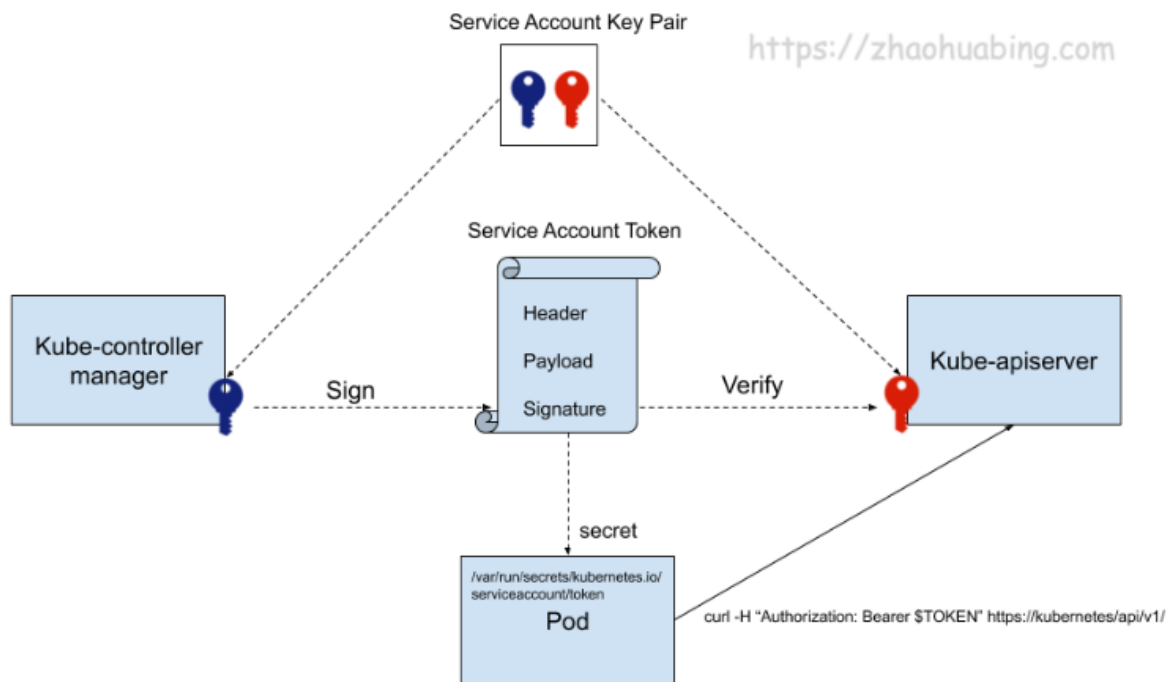 Service Account Key Pair
https://zhaohuabing.com
Service Account Token
Header
Payload
Signature
Kube-controller
manager
Sign
Verify
Kube-apiserver
secret
/var/run/secrets/kubernetes.io/
serviceaccount/token
Pod
curl -H “Authorization: Bearer $TOKEN” https://kubernetes/api/v1/